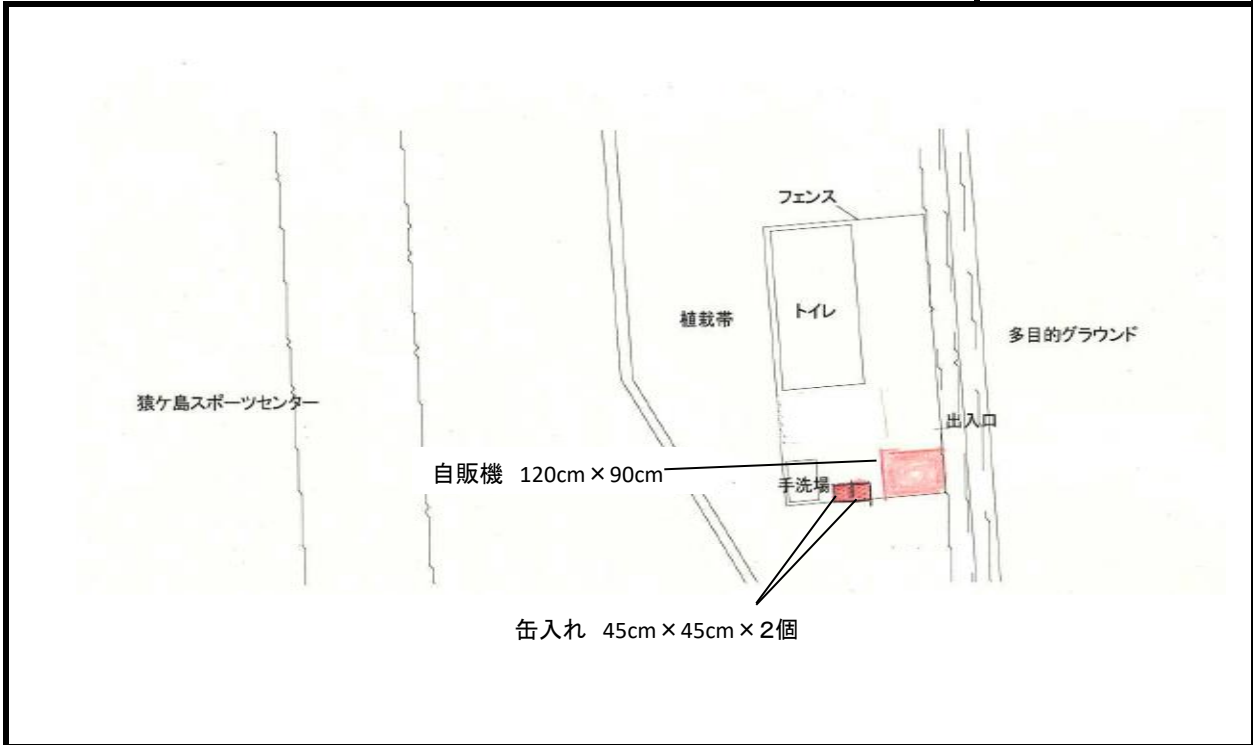 フェンス
植栽帯
トイレ
多目的グラウンド
猿ケ島スポーツセンター
出入口
自販機 120cm×90cm
手洗場
缶入れ 45cm×45cm×2個